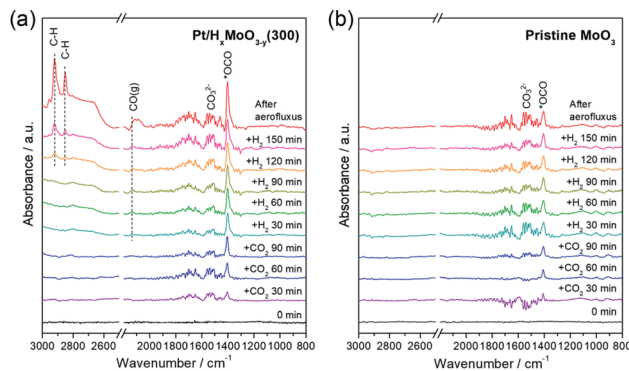 (a)
C-H
C-H
Pt/HₓMoO₃₋ᵧ(300)
CO(g)
CO₃²⁻
*OCO
After
aerofluxus
+H₂ 150 min
+H₂ 120 min
+H₂ 90 min
+H₂ 60 min
+H₂ 30 min
+CO₂ 90 min
+CO₂ 60 min
+CO₂ 30 min
0 min
Absorbance / a.u.
3000 2800 2600 2000 1800 1600 1400 1200 1000 800
Wavenumber / cm⁻¹
(b)
Pristine MoO₃
CO₃²⁻
*OCO
After
aerofluxus
+H₂ 150 min
+H₂ 120 min
+H₂ 90 min
+H₂ 60 min
+H₂ 30 min
+CO₂ 90 min
+CO₂ 60 min
+CO₂ 30 min
0 min
Absorbance / a.u.
3000 2800 2600 2000 1800 1600 1400 1200 1000 800
Wavenumber / cm⁻¹